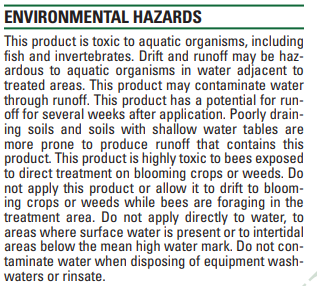 ENVIRONMENTAL HAZARDS
This product is toxic to aquatic organisms, including
fish and invertebrates. Drift and runoff may be haz-
ardous to aquatic organisms in water adjacent to
treated areas. This product may contaminate water
through runoff. This product has a potential for run-
off for several weeks after application. Poorly drain-
ing soils and soils with shallow water tables are
more prone to produce runoff that contains this
product. This product is highly toxic to bees exposed
to direct treatment on blooming crops or weeds. Do
not apply this product or allow it to drift to bloom-
ing crops or weeds while bees are foraging in the
treatment area. Do not apply directly to water, to
areas where surface water is present or to intertidal
areas below the mean high water mark. Do not con-
taminate water when disposing of equipment wash-
waters or rinsate.